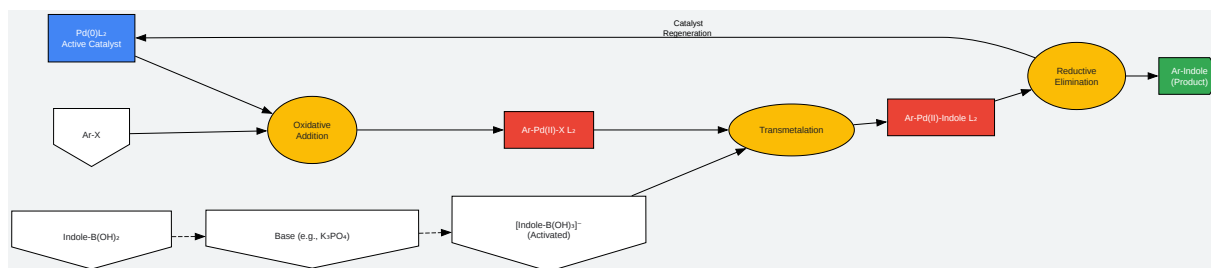 Pd(0)L₂
Active Catalyst
Catalyst
Regeneration
Reductive
Elimination
Ar-Indole
(Product)
Ar-X
Oxidative
Addition
Ar-Pd(II)-X L₂
Transmetalation
Ar-Pd(II)-Indole L₂
Indole-B(OH)₂
Base (e.g., K₃PO₄)
[Indole-B(OH)₃]⁻
(Activated)